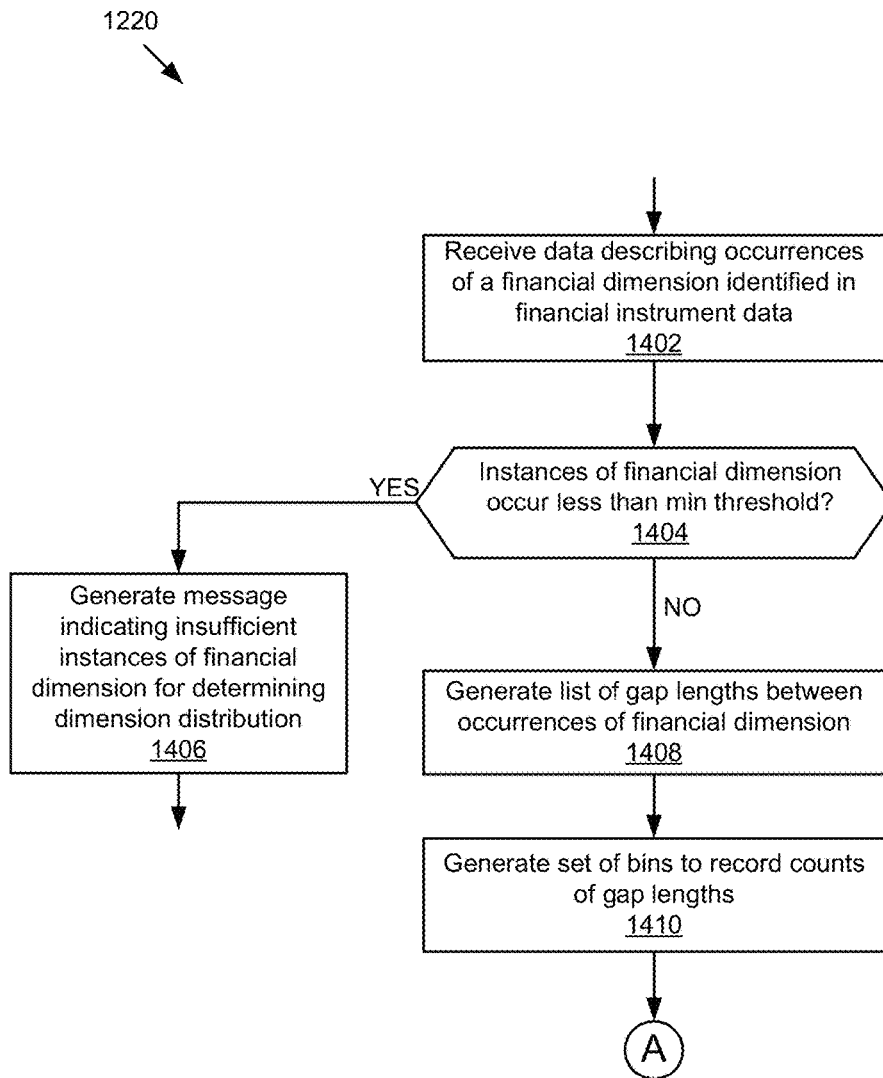 1220
Receive data describing occurrences
of a financial dimension identified in
financial instrument data
1402
Instances of financial dimension
occur less than min threshold?
1404
YES
NO
Generate message
indicating insufficient
instances of financial
dimension for determining
dimension distribution
1406
Generate list of gap lengths between
occurrences of financial dimension
1408
Generate set of bins to record counts
of gap lengths
1410
A